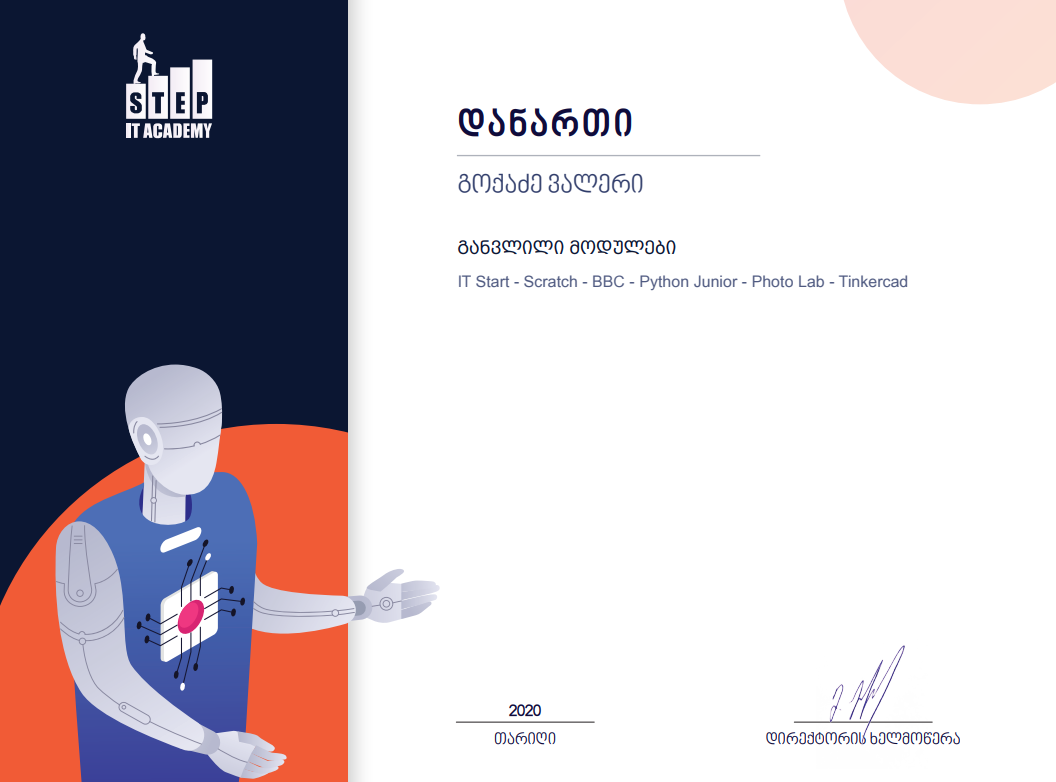 STEP
IT ACADEMY
დანართი
გოქაძე ვალერი
განვლილი მოდულები
IT Start - Scratch - BBC - Python Junior - Photo Lab - Tinkercad
2020
თარიღი
დირექტორის ხელმოწერა